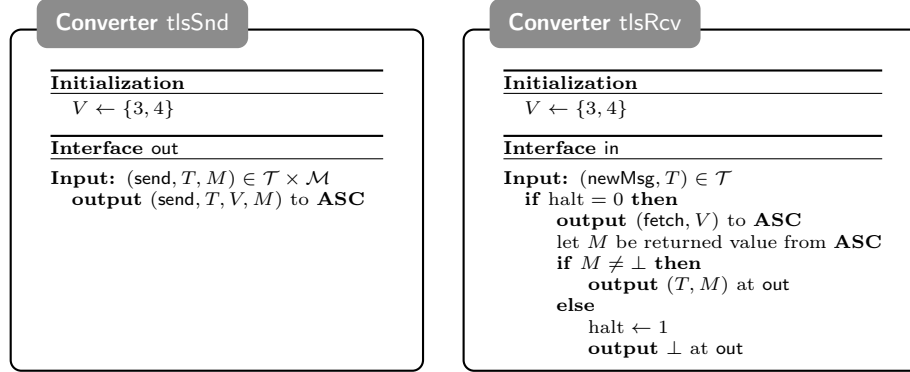 Converter tlsSnd
Initialization
V ← {3, 4}
Interface out
Input: (send, T, M) ∈ 𝒯 × ℳ
output (send, T, V, M) to ASC
Converter tlsRcv
Initialization
V ← {3, 4}
Interface in
Input: (newMsg, T) ∈ 𝒯
if halt = 0 then
output (fetch, V) to ASC
let M be returned value from ASC
if M ≠ ⊥ then
output (T, M) at out
else
halt ← 1
output ⊥ at out